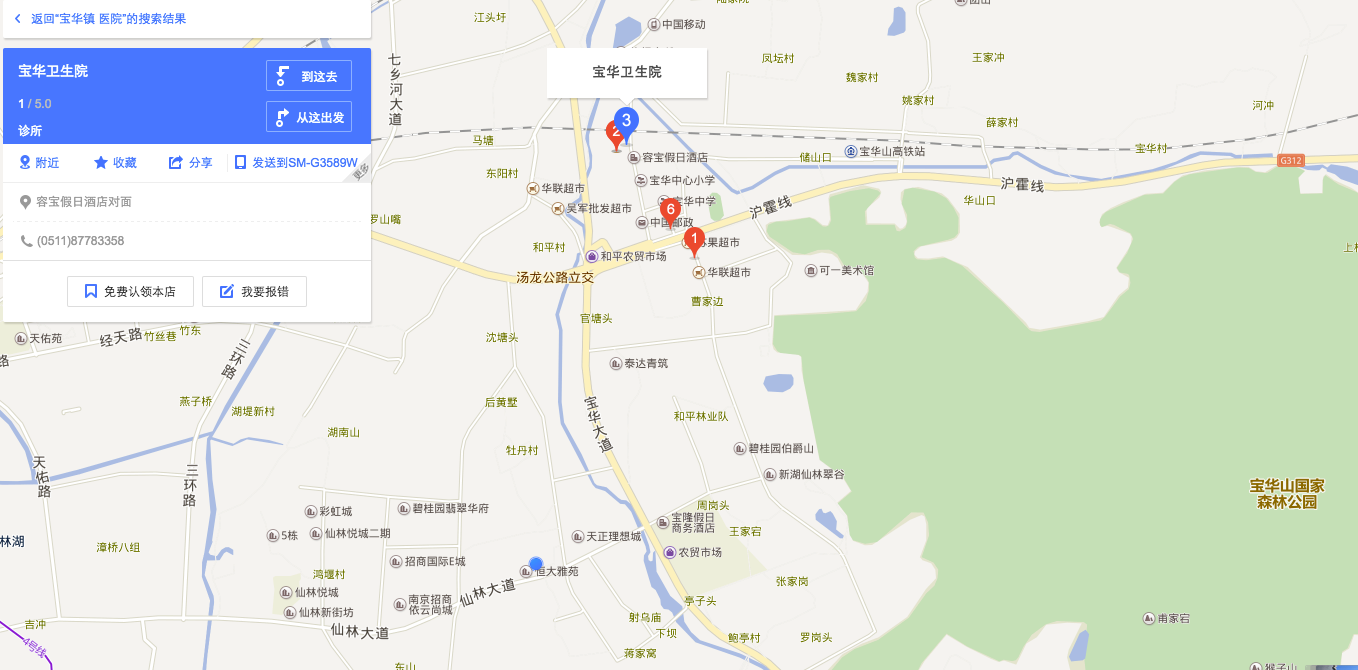 返回"宝华镇 医院"的搜索结果
宝华卫生院
到这去
1 / 5.0
从这出发
诊所
附近
收藏
分享
发送到SM-G3589W
更多
容宝假日酒店对面
(0511)87783358
免费认领本店
我要报错
江头圩
中国移动
凤坛村
王家冲
魏家村
姚家村
河冲
薛家村
七乡河大道
宝华卫生院
3
2
马塘
容宝假日酒店
储山口
宝华山高铁站
宝华村
G312
东阳村
宝华中心小学
华联超市
沪霍线
沪霍线
华山口
吴军批发超市
6
中国邮政
罗山嘴
和平村
1
和平农贸市场
汤龙公路立交
华联超市
可一美术馆
曹家边
官塘头
天佑苑
经天路
竹丝巷
竹东
三环路
沈塘头
泰达青筑
燕子桥
湖堤新村
后黄墅
宝华大道
和平林业队
湖南山
牡丹村
碧桂园伯爵山
新湖仙林翠谷
天佑路
三环路
宝华山国家
森林公园
彩虹城
碧桂园翡翠华府
周岗头
宝隆假日
商务酒店
王家宕
5栋
仙林悦城二期
天正理想城
林湖
漳桥八组
农贸市场
招商国际E城
恒大雅苑
鸿堰村
张家岗
仙林悦城
仙林大道
南京招商
依云尚城
亭子头
仙林新街坊
射乌庙
甫家宕
吉冲
仙林大道
下坝
鲍亭村
罗岗头
4号线
蒋家窝
东山
猴子山